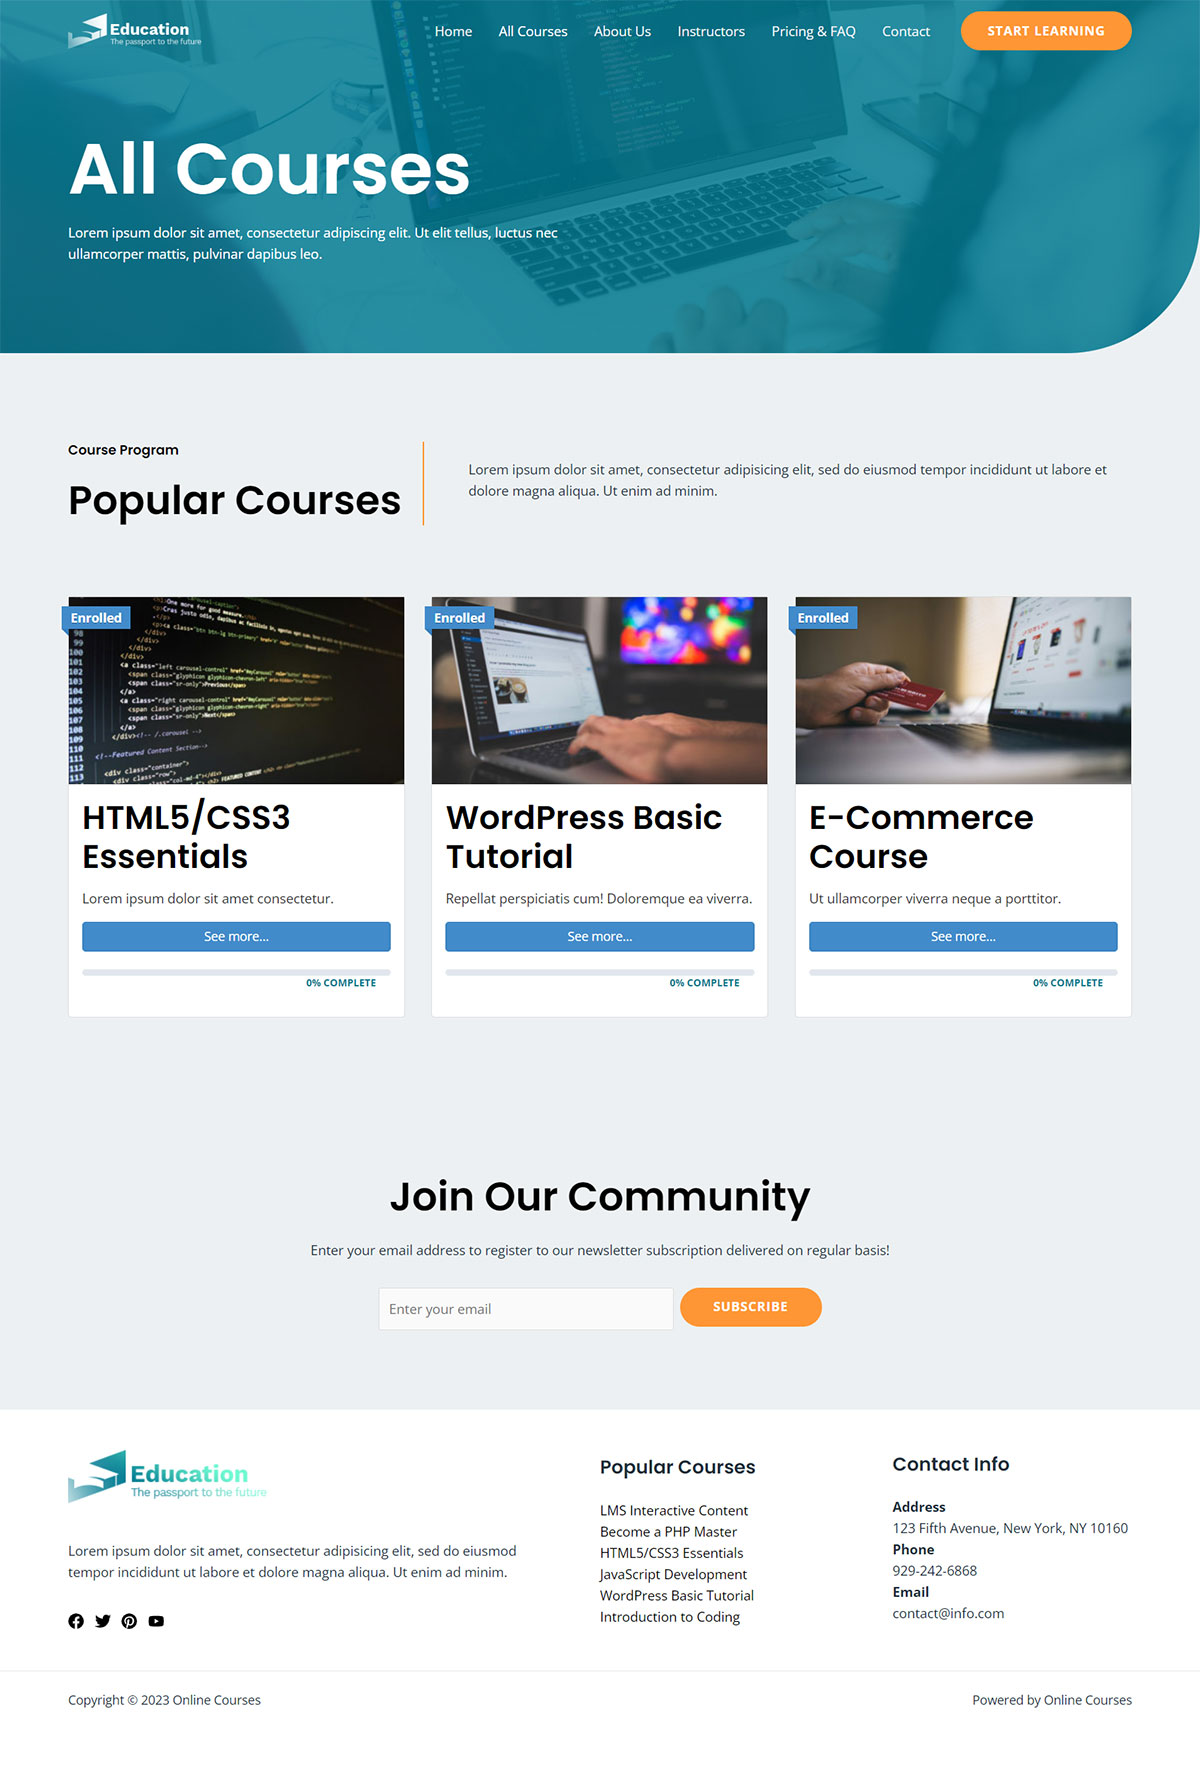 Education
The passport to the future
Home All Courses About Us Instructors Pricing & FAQ Contact START LEARNING
All Courses
Lorem ipsum dolor sit amet, consectetur adipiscing elit. Ut elit tellus, luctus nec
ullamcorper mattis, pulvinar dapibus leo.
Course Program
Popular Courses
Lorem ipsum dolor sit amet, consectetur adipisicing elit, sed do eiusmod tempor incididunt ut labore et
dolore magna aliqua. Ut enim ad minim.
Enrolled
HTML5/CSS3
Essentials
Lorem ipsum dolor sit amet consectetur.
See more...
0% COMPLETE
Enrolled
WordPress Basic
Tutorial
Repellat perspiciatis cum! Doloremque ea viverra.
See more...
0% COMPLETE
Enrolled
E-Commerce
Course
Ut ullamcorper viverra neque a porttitor.
See more...
0% COMPLETE
Join Our Community
Enter your email address to register to our newsletter subscription delivered on regular basis!
Enter your email
SUBSCRIBE
Education
The passport to the future
Lorem ipsum dolor sit amet, consectetur adipisicing elit, sed do eiusmod
tempor incididunt ut labore et dolore magna aliqua. Ut enim ad minim.
Popular Courses
LMS Interactive Content
Become a PHP Master
HTML5/CSS3 Essentials
JavaScript Development
WordPress Basic Tutorial
Introduction to Coding
Contact Info
Address
123 Fifth Avenue, New York, NY 10160
Phone
929-242-6868
Email
contact@info.com
Copyright © 2023 Online Courses
Powered by Online Courses